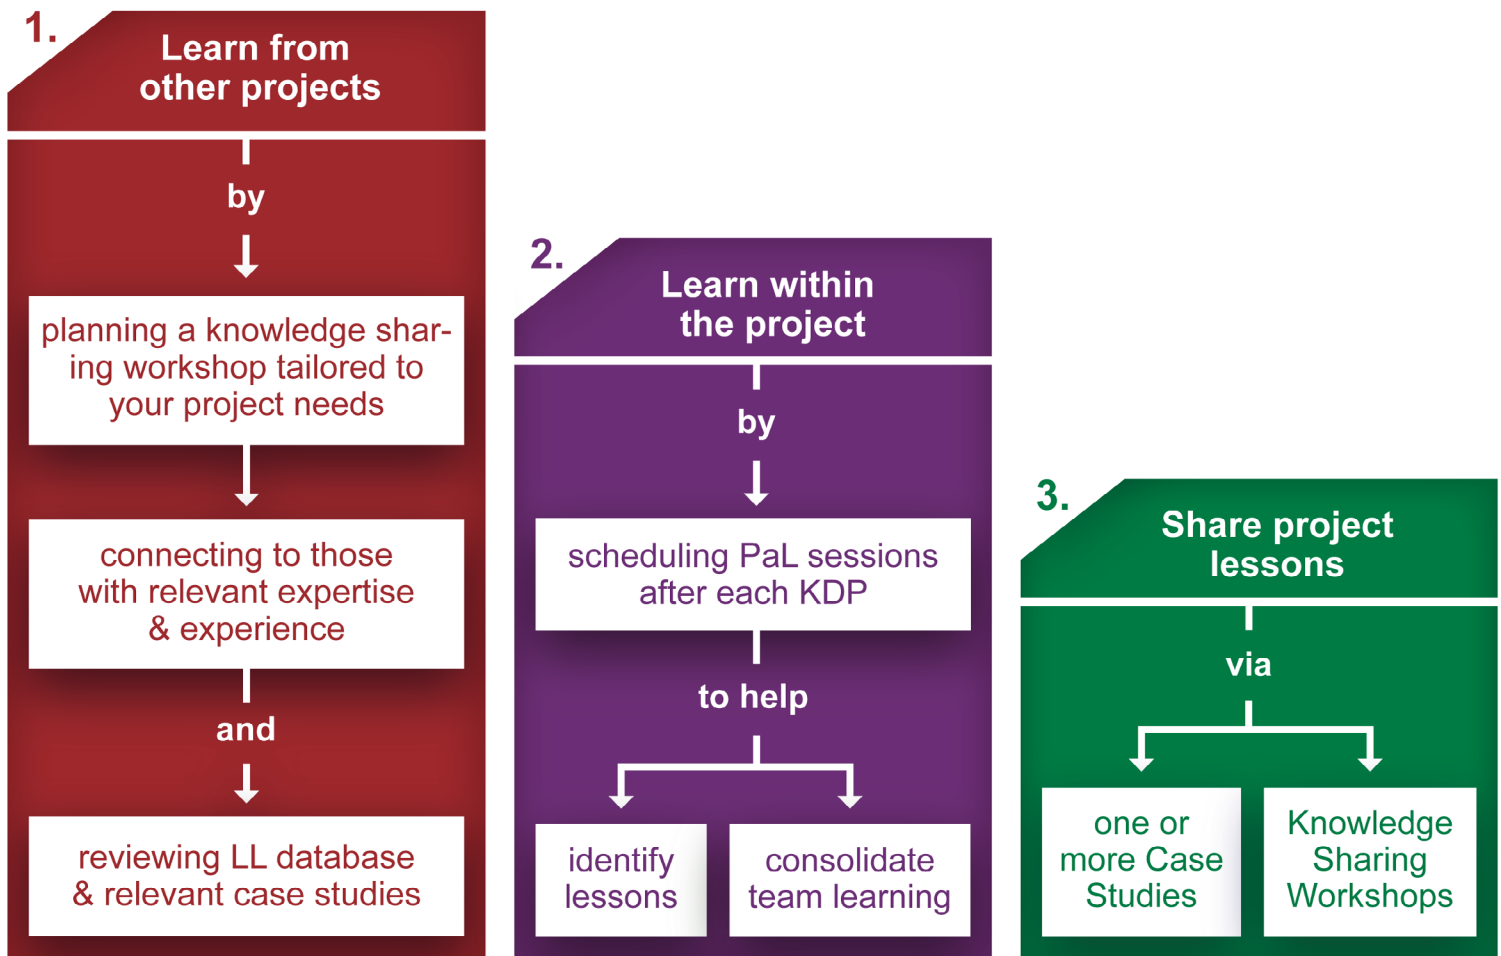 1.
Learn from
other projects
by
planning a knowledge shar-
ing workshop tailored to
your project needs
connecting to those
with relevant expertise
& experience
and
reviewing LL database
& relevant case studies
2.
Learn within
the project
by
scheduling PaL sessions
after each KDP
to help
identify
lessons
consolidate
team learning
3.
Share project
lessons
via
one or
more Case
Studies
Knowledge
Sharing
Workshops